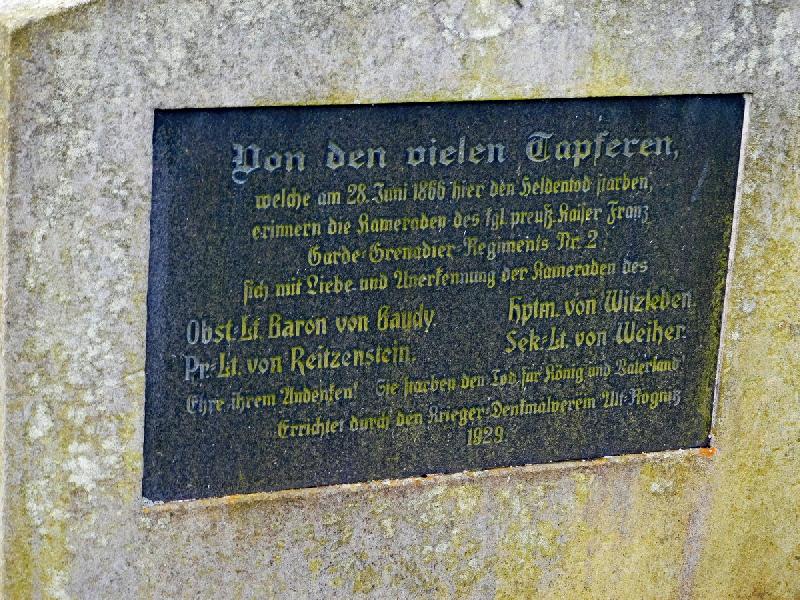 Von den vielen Tapferen,
welche am 28. Juni 1866 hier den Heldentod starben,
erinnern die Kameraden des kgl. preuß. Kaiser Franz
Garde-Grenadier-Regiments Nr. 2
sich mit Liebe und Anerkennung der Kameraden des
Obst. Lt. Baron von Gaudy. Hptm. von Witzleben
Pr.-Lt. von Reitzenstein. Sek.-Lt. von Weiher.
Ehre ihrem Andenken! Sie starben den Tod für König und Vaterland
Errichtet durch den Krieger-Denkmalverein Alt-Rognitz
1929.